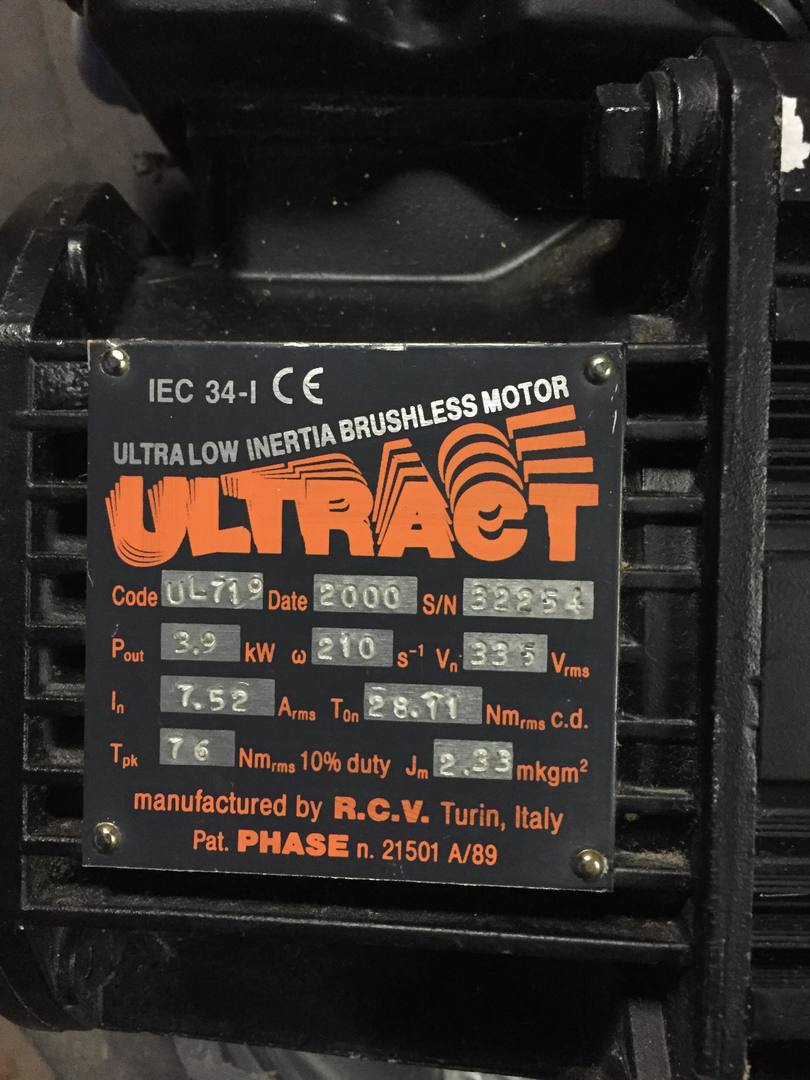 IEC 34-I CE
ULTRA LOW INERTIA BRUSHLESS MOTOR
ULTRACT
Code UL719 Date 2000 S/N 32254
Pout 3.9 kW ω 210 s⁻¹ Vn 335 Vrms
In 7.52 Arms T0n 28.11 Nmrms c.d.
Tpk 76 Nmrms 10% duty Jm 2.33 mkgm²
manufactured by R.C.V. Turin, Italy
Pat. PHASE n. 21501 A/89